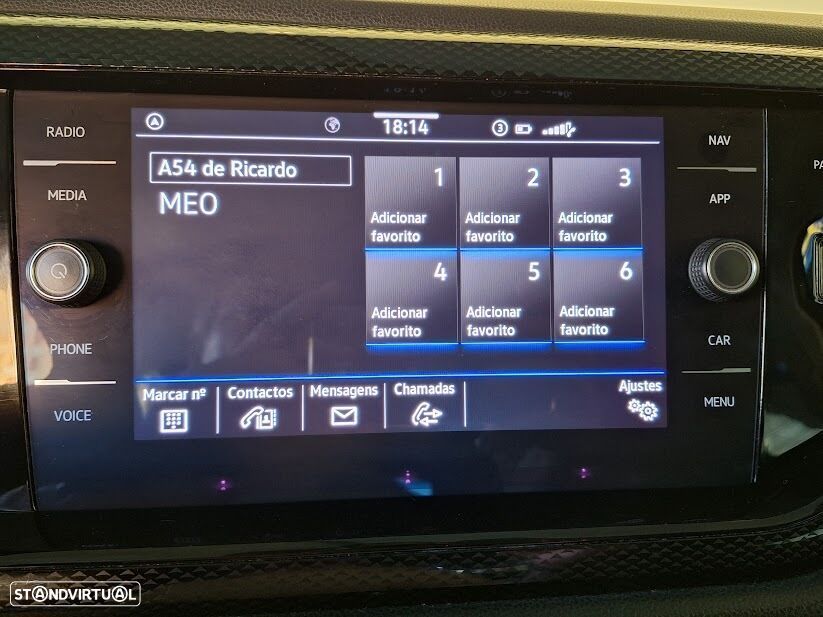 RADIO
MEDIA
PHONE
VOICE
18:14
3
A54 de Ricardo
MEO
1
Adicionar
favorito
2
Adicionar
favorito
3
Adicionar
favorito
4
Adicionar
favorito
5
Adicionar
favorito
6
Adicionar
favorito
Marcar nº
Contactos
Mensagens
Chamadas
Ajustes
NAV
APP
CAR
MENU
PA
STANDVIRTUAL